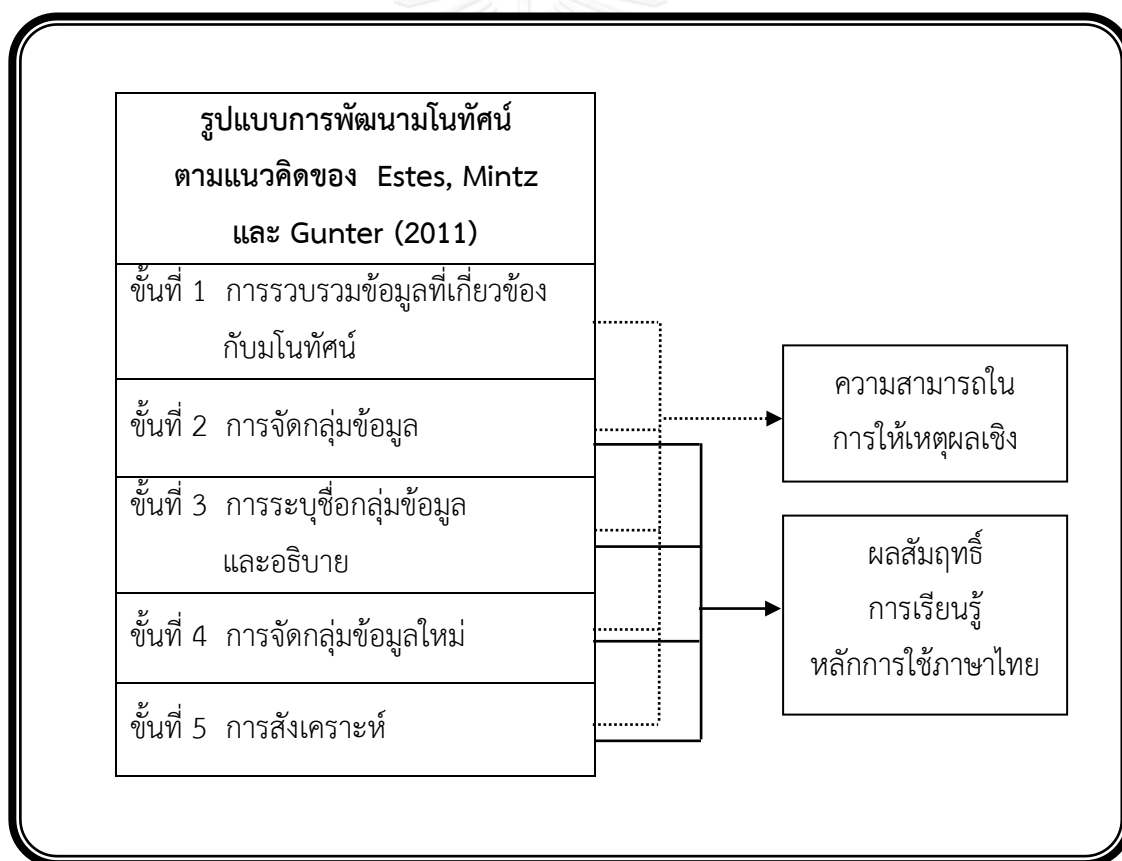 รูปแบบการพัฒนามโนทัศน์
ตามแนวคิดของ Estes, Mintz
และ Gunter (2011)
ขั้นที่ 1 การรวบรวมข้อมูลที่เกี่ยวข้อง
กับมโนทัศน์
ขั้นที่ 2 การจัดกลุ่มข้อมูล
ขั้นที่ 3 การระบุชื่อกลุ่มข้อมูล
และอธิบาย
ขั้นที่ 4 การจัดกลุ่มข้อมูลใหม่
ขั้นที่ 5 การสังเคราะห์
ความสามารถใน
การให้เหตุผลเชิง
ผลสัมฤทธิ์
การเรียนรู้
หลักการใช้ภาษาไทย